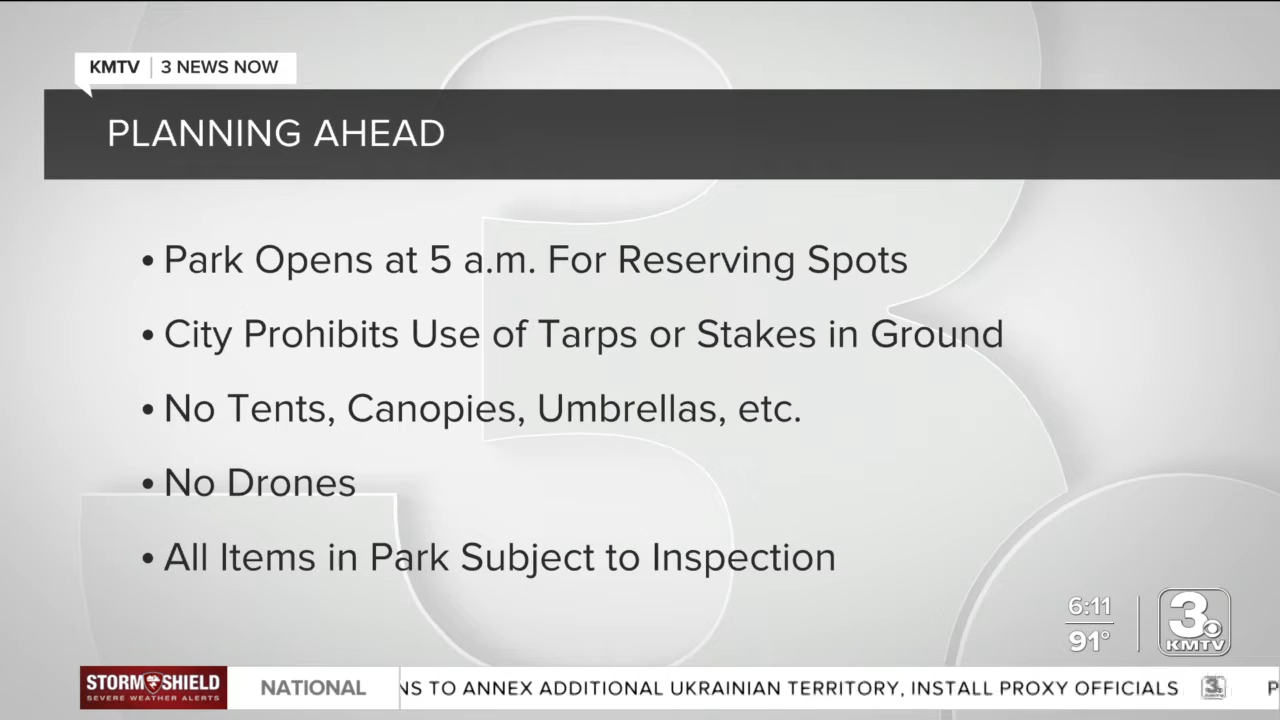 KMTV | 3 NEWS NOW
PLANNING AHEAD
• Park Opens at 5 a.m. For Reserving Spots
• City Prohibits Use of Tarps or Stakes in Ground
• No Tents, Canopies, Umbrellas, etc.
• No Drones
• All Items in Park Subject to Inspection
6:11
91°
3
KMTV
STORM SHIELD
SEVERE WEATHER ALERTS
NATIONAL
NS TO ANNEX ADDITIONAL UKRAINIAN TERRITORY, INSTALL PROXY OFFICIALS
3
P